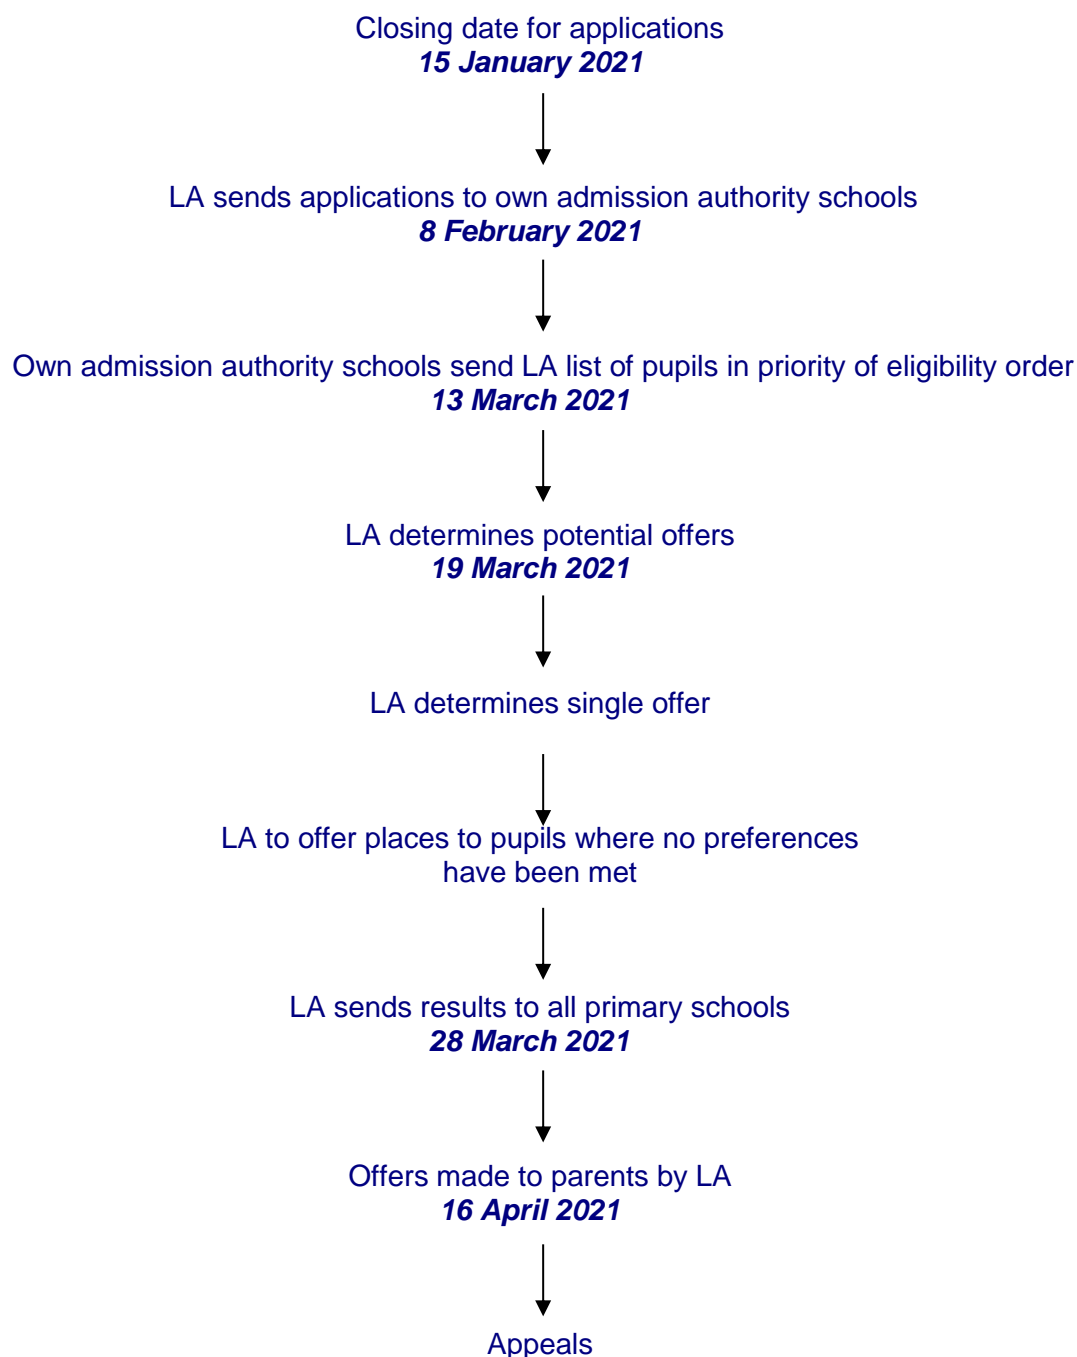 Closing date for applications
15 January 2021
LA sends applications to own admission authority schools
8 February 2021
Own admission authority schools send LA list of pupils in priority of eligibility order
13 March 2021
LA determines potential offers
19 March 2021
LA determines single offer
LA to offer places to pupils where no preferences
have been met
LA sends results to all primary schools
28 March 2021
Offers made to parents by LA
16 April 2021
Appeals